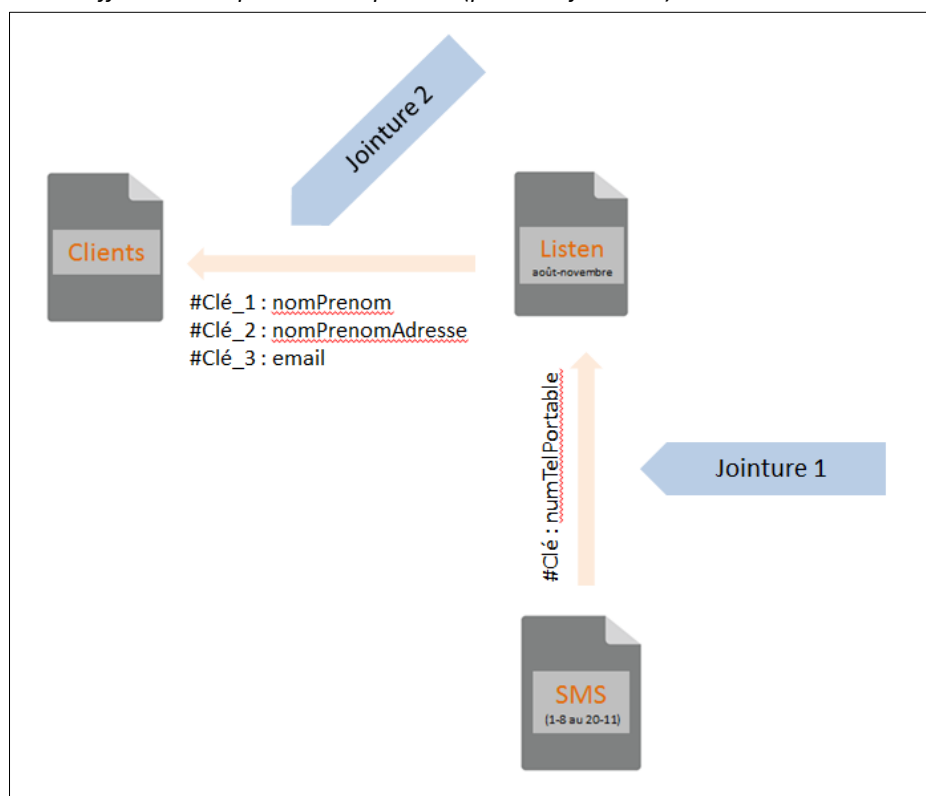 Jointure 2
Clients
Listen
août-novembre
#Clé_1 : nomPrenom
#Clé_2 : nomPrenomAdresse
#Clé_3 : email
#Clé : numTelPortable
Jointure 1
SMS
(1-8 au 20-11)